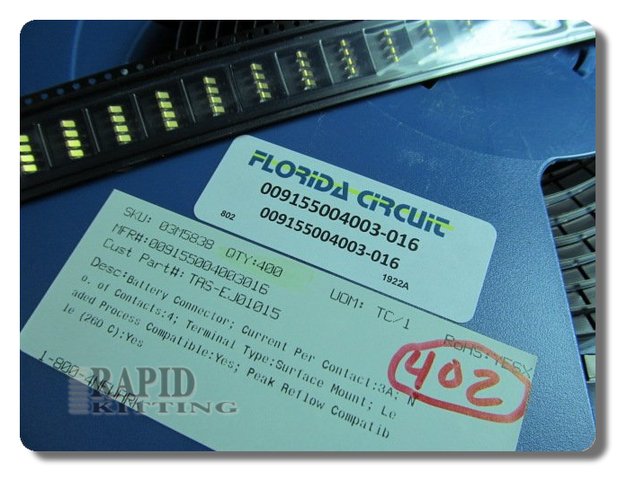 FLORIDA CIRCUIT
009155004003-016
802
009155004003-016
1922A
SKU: 03M5838 QTY:400
MFR#:009155004003016
UOM: TC/1
RoHS:YESX
Cust Part#: TAS-EJ01015
Desc:Battery Connector; Current Per Contact:3A; N
o. of Contacts:4; Terminal Type:Surface Mount; Le
aded Process Compatible:Yes; Peak Reflow Compatib
le (260 C):Yes
402
1-800-4NEWARK
RAPID
KITTING